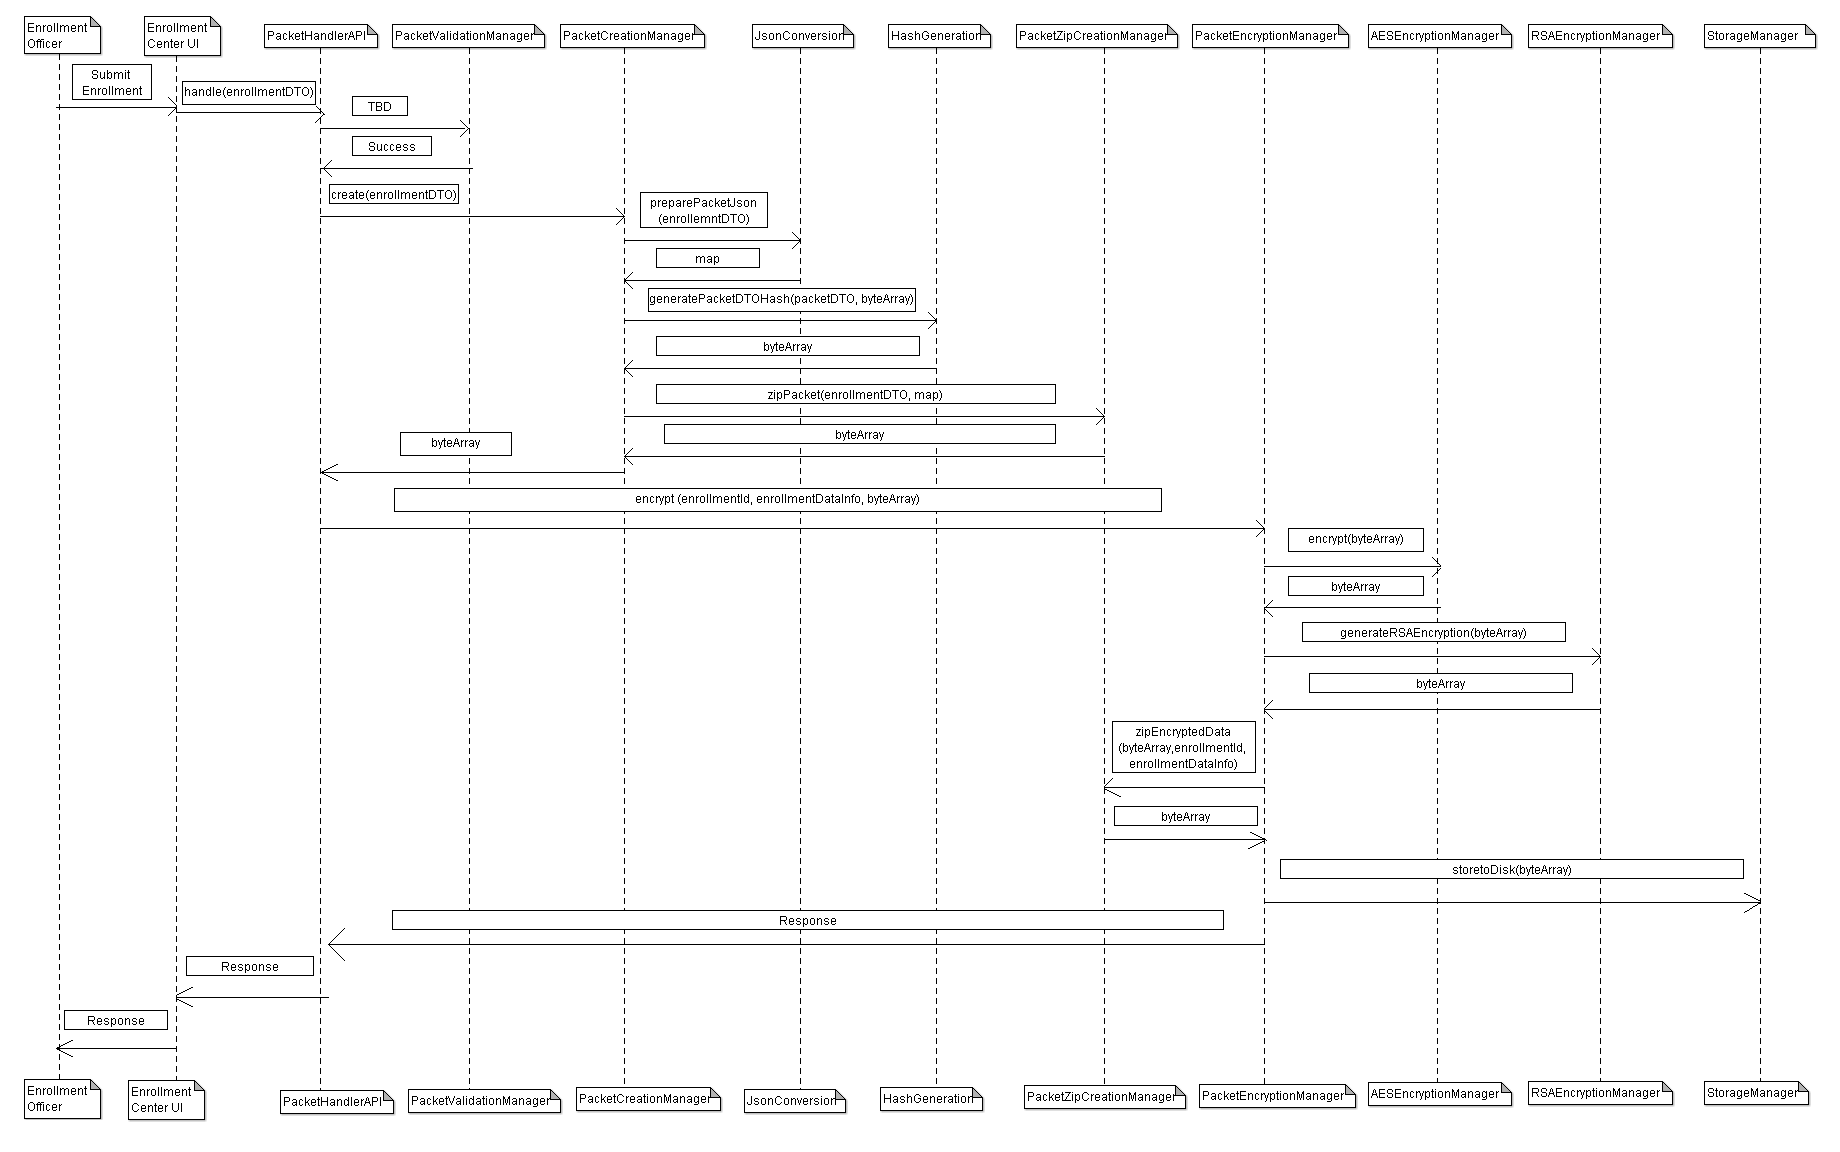 Enrollment
Officer
Enrollment
Center UI
PacketHandlerAPI
PacketValidationManager
PacketCreationManager
JsonConversion
HashGeneration
PacketZipCreationManager
PacketEncryptionManager
AESEncryptionManager
RSAEncryptionManager
StorageManager
Submit
Enrollment
handle(enrollmentDTO)
TBD
Success
create(enrollmentDTO)
preparePacketJson
(enrollemntDTO)
map
generatePacketDTOHash(packetDTO, byteArray)
byteArray
zipPacket(enrollmentDTO, map)
byteArray
byteArray
encrypt (enrollmentId, enrollmentDataInfo, byteArray)
encrypt(byteArray)
byteArray
generateRSAEncryption(byteArray)
byteArray
zipEncryptedData
(byteArray,enrollmentId,
enrollmentDataInfo)
byteArray
storetoDisk(byteArray)
Response
Response
Response
Enrollment
Officer
Enrollment
Center UI
PacketHandlerAPI
PacketValidationManager
PacketCreationManager
JsonConversion
HashGeneration
PacketZipCreationManager
PacketEncryptionManager
AESEncryptionManager
RSAEncryptionManager
StorageManager